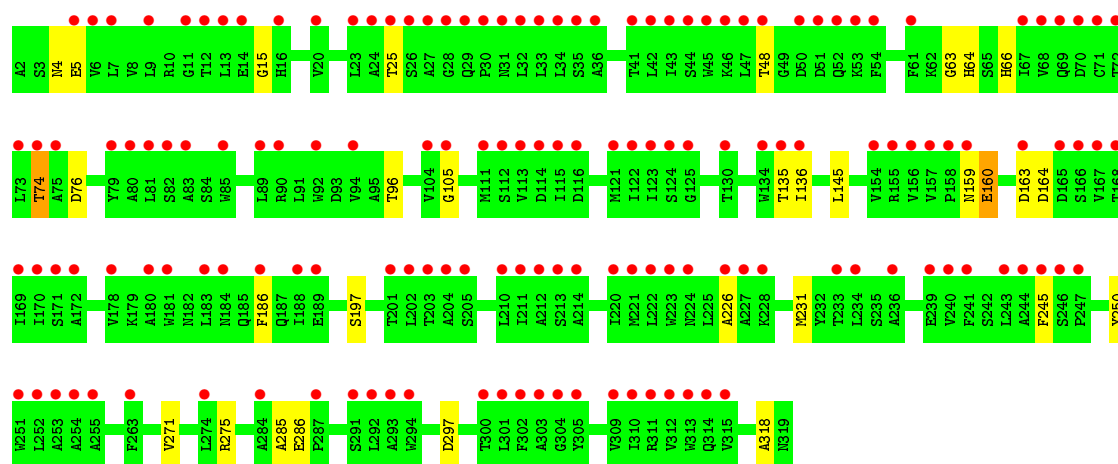 A2 S3 N4 E5 V6 L7 V8 L9 R10 G11 T12 L13 E14 G15 H16 V20 L23 A24 T25 S26 A27 G28 Q29 P30 N31 L32 L33 L34 S35 A36 T41 L42 I43 S44 W45 K46 L47 T48 G49 D50 D51 Q52 K53 F54 F61 K62 G63 H64 S65 H66 I67 V68 Q69 D70 C71 T72
L73 T74 A75 D76 Y79 A80 L81 S82 A83 S84 W85 L89 R90 L91 W92 D93 V94 A95 T96 V104 G105 M111 S112 V113 D114 I115 D116 M121 I122 I123 S124 G125 T130 W134 T135 I136 L145 V154 R155 V156 V157 P158 N159 E160 D163 D164 D165 S166 V167 T168
I169 I170 S171 A172 V178 K179 A180 W181 N182 L183 N184 Q185 F186 Q187 I188 E189 S197 T201 L202 T203 A204 S205 L210 I211 A212 S213 A214 I220 M221 L222 W223 N224 L225 A226 A227 K228 M231 Y232 T233 L234 S235 A236 E239 V240 F241 S242 L243 A244 F245 S246 P247 Y250
W251 L252 A253 A254 A255 F263 V271 L274 R275 A284 A285 E286 P287 S291 L292 A293 W294 D297 T300 L301 F302 A303 G304 Y305 V309 I310 R311 V312 W313 Q314 V315 A318 N319